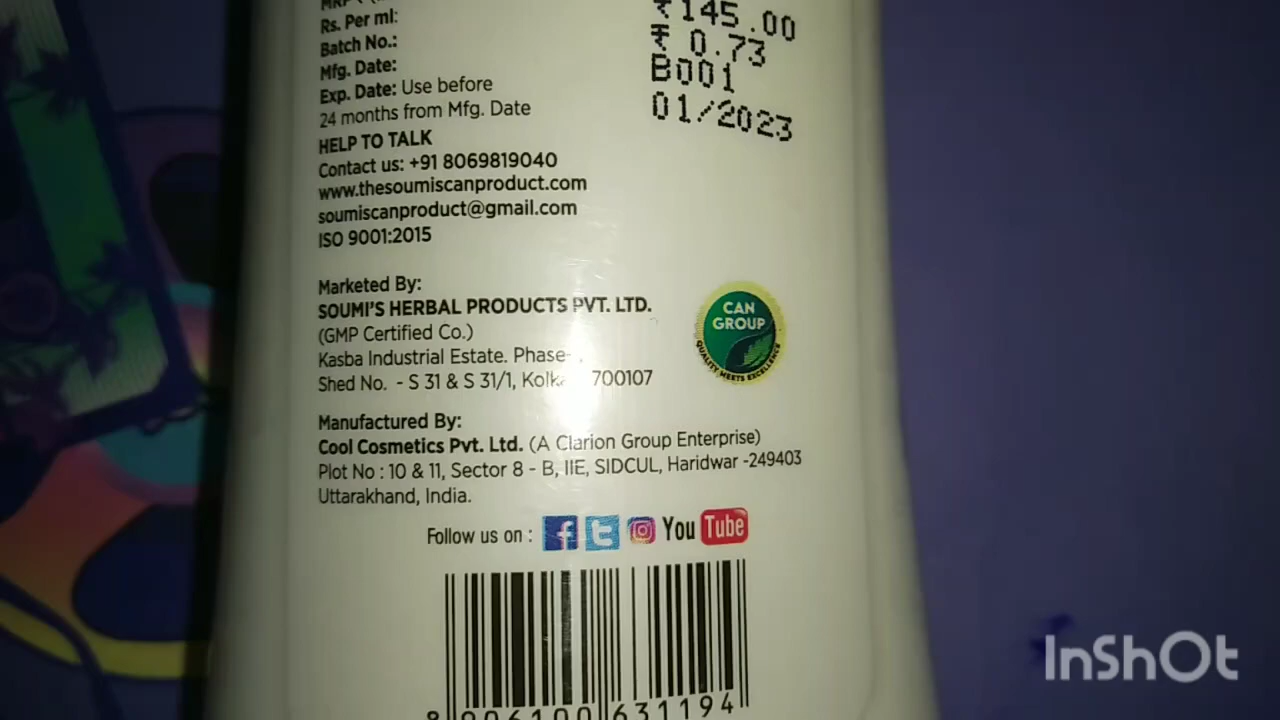 Rs. Per ml:
Batch No.:
Mfg. Date:
Exp. Date: Use before
24 months from Mfg. Date
₹145.00
₹ 0.73
B001
01/2023
HELP TO TALK
Contact us: +91 8069819040
www.thesoumiscanproduct.com
soumiscanproduct@gmail.com
ISO 9001:2015
Marketed By:
SOUMI'S HERBAL PRODUCTS PVT. LTD.
(GMP Certified Co.)
Kasba Industrial Estate. Phase-
Shed No. - S 31 & S 31/1, 700107
CAN
GROUP
QUALITY MEETS EXCELLENCE
Manufactured By:
Cool Cosmetics Pvt. Ltd. (A Clarion Group Enterprise)
Plot No : 10 & 11, Sector 8 - B, IIE, SIDCUL, Haridwar -249403
Uttarakhand, India.
Follow us on : You Tube
8 906100 631194
InShOt